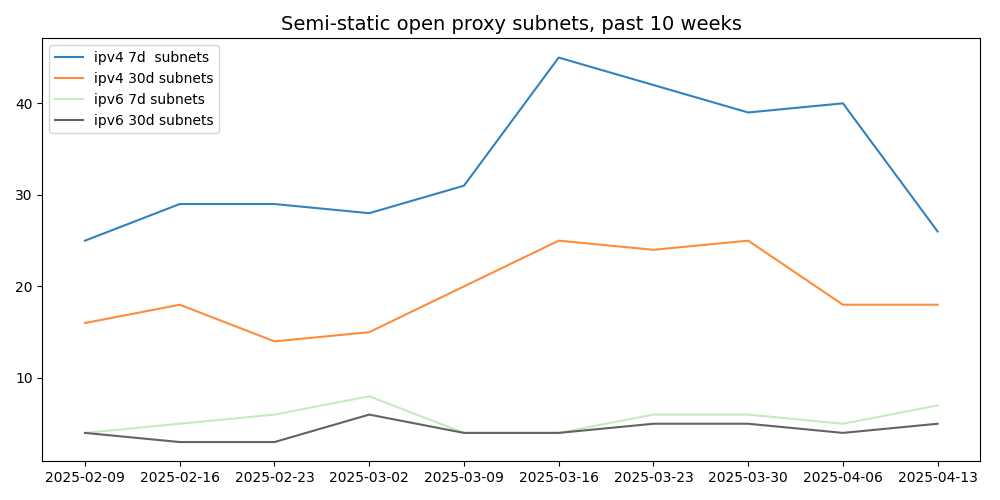 Semi-static open proxy subnets, past 10 weeks
ipv4 7d  subnets
ipv4 30d subnets
ipv6 7d subnets
ipv6 30d subnets
40
30
20
10
2025-02-09 2025-02-16 2025-02-23 2025-03-02 2025-03-09 2025-03-16 2025-03-23 2025-03-30 2025-04-06 2025-04-13